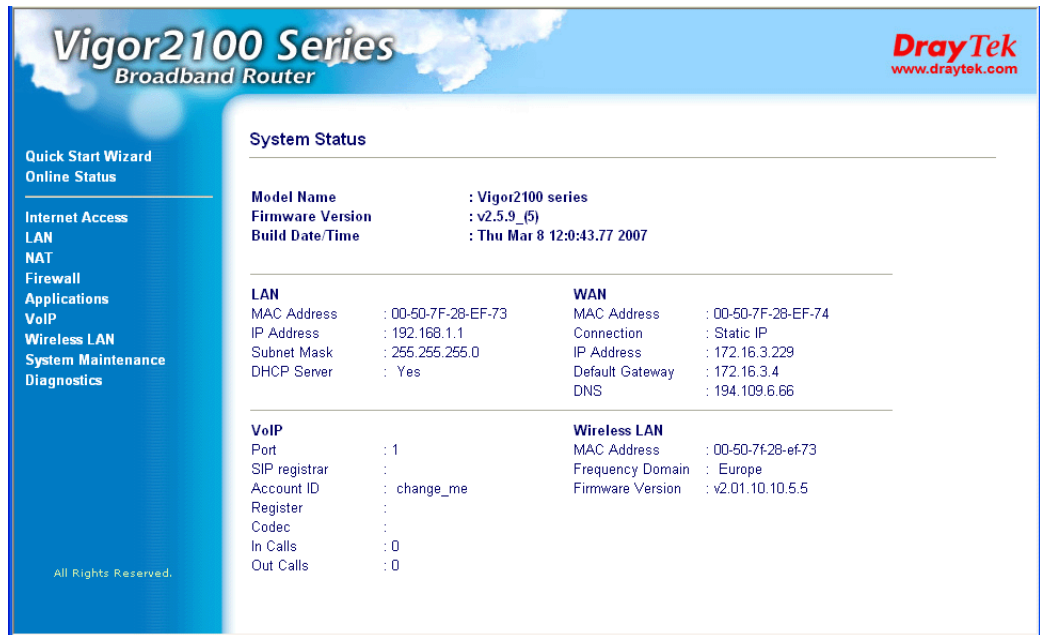 Vigor2100 Series
Broadband Router
DrayTek
www.draytek.com
Quick Start Wizard
Online Status
Internet Access
LAN
NAT
Firewall
Applications
VoIP
Wireless LAN
System Maintenance
Diagnostics
All Rights Reserved.
System Status
Model Name : Vigor2100 series
Firmware Version : v2.5.9_(5)
Build Date/Time : Thu Mar 8 12:0:43.77 2007
LAN
MAC Address : 00-50-7F-28-EF-73
IP Address : 192.168.1.1
Subnet Mask : 255.255.255.0
DHCP Server : Yes
WAN
MAC Address : 00-50-7F-28-EF-74
Connection : Static IP
IP Address : 172.16.3.229
Default Gateway : 172.16.3.4
DNS : 194.109.6.66
VoIP
Port : 1
SIP registrar :
Account ID : change_me
Register :
Codec :
In Calls : 0
Out Calls : 0
Wireless LAN
MAC Address : 00-50-7f-28-ef-73
Frequency Domain : Europe
Firmware Version : v2.01.10.10.5.5